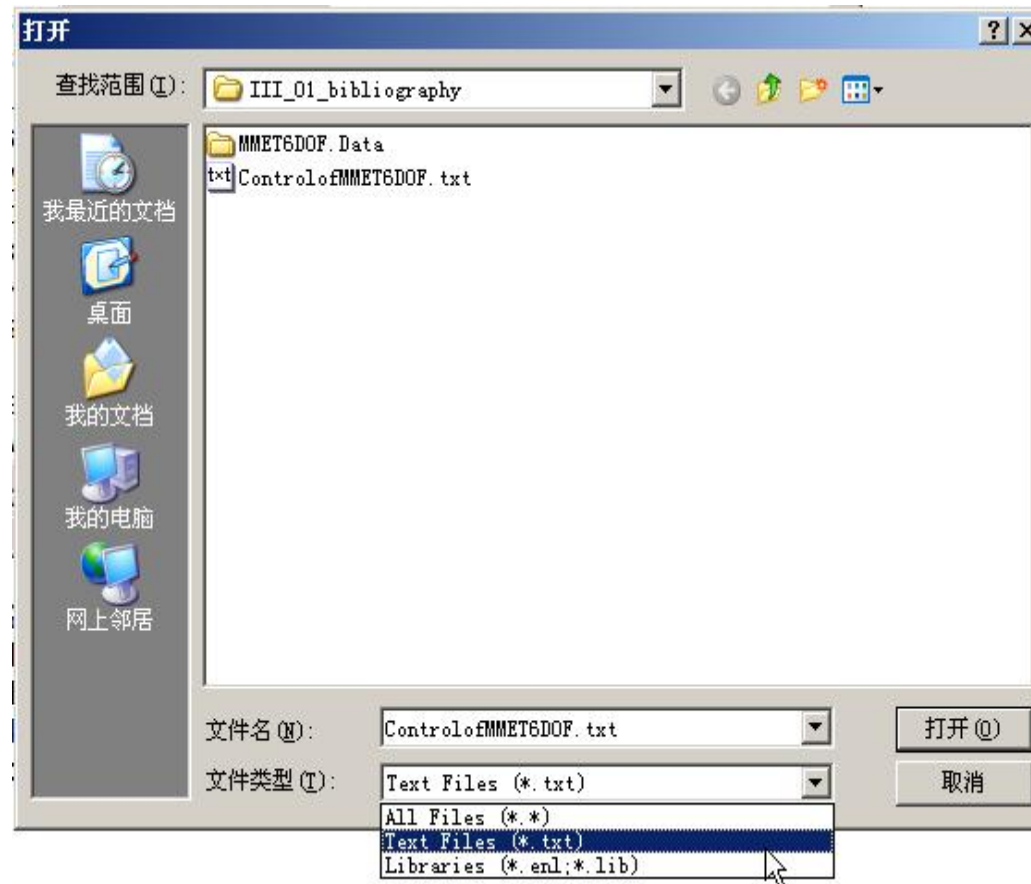 打开
查找范围(I):
III_01_bibliography
MMET6DOF.Data
txt ControlofMMET6DOF.txt
我最近的文档
桌面
我的文档
我的电脑
网上邻居
文件名(N):
ControlofMMET6DOF.txt
打开(O)
文件类型(T):
Text Files (*.txt)
取消
All Files (*.*)
Text Files (*.txt)
Libraries (*.enl;*.lib)